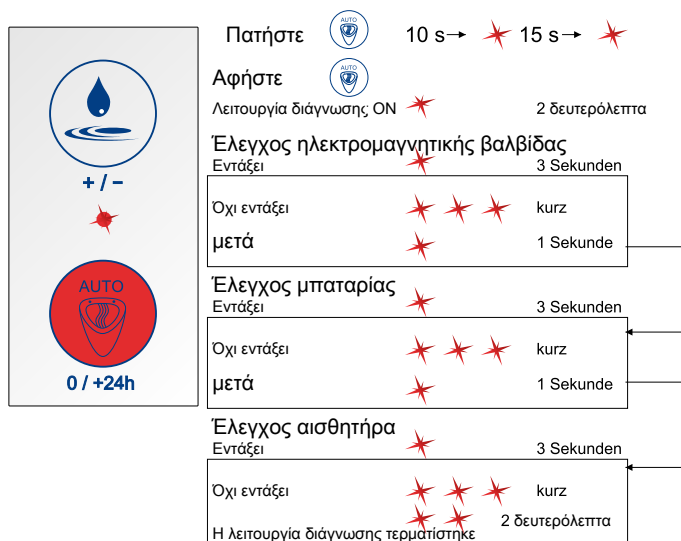 Πατήστε AUTO 10 s 15 s
Αφήστε AUTO
Λειτουργία διάγνωσης; ON 2 δευτερόλεπτα
Έλεγχος ηλεκτρομαγνητικής βαλβίδας
Εντάξει 3 Sekunden
+ / −
Όχι εντάξει kurz
μετά 1 Sekunde
Έλεγχος μπαταρίας
AUTO
Εντάξει 3 Sekunden
Όχι εντάξει kurz
μετά 1 Sekunde
0 / +24h
Έλεγχος αισθητήρα
Εντάξει 3 Sekunden
Όχι εντάξει kurz
2 δευτερόλεπτα
Η λειτουργία διάγνωσης τερματίστηκε